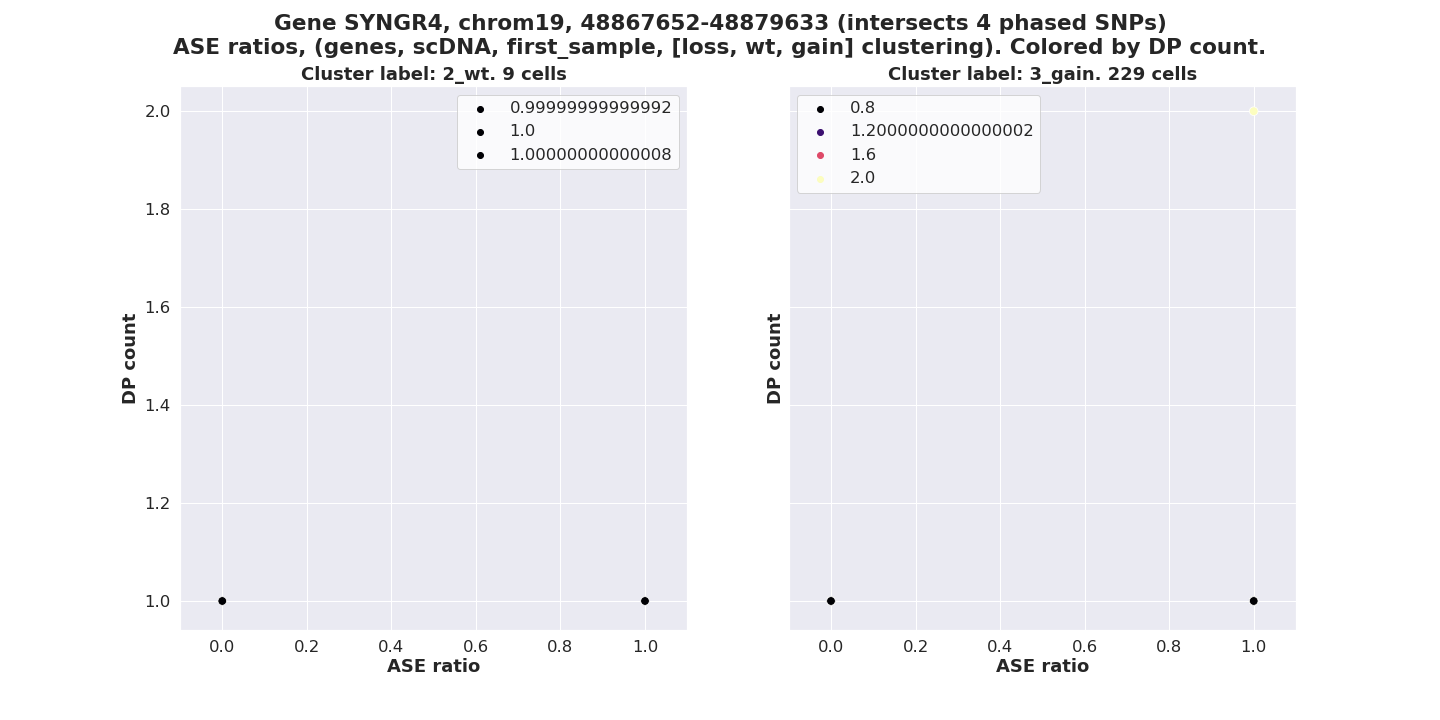 Gene SYNGR4, chrom19, 48867652-48879633 (intersects 4 phased SNPs)
ASE ratios, (genes, scDNA, first_sample, [loss, wt, gain] clustering). Colored by DP count.
Cluster label: 2_wt. 9 cells
0.99999999999992
1.0
1.00000000000008
2.0
1.8
1.6
1.4
1.2
1.0
DP count
0.0 0.2 0.4 0.6 0.8 1.0
ASE ratio
Cluster label: 3_gain. 229 cells
0.8
1.2000000000000002
1.6
2.0
DP count
0.0 0.2 0.4 0.6 0.8 1.0
ASE ratio